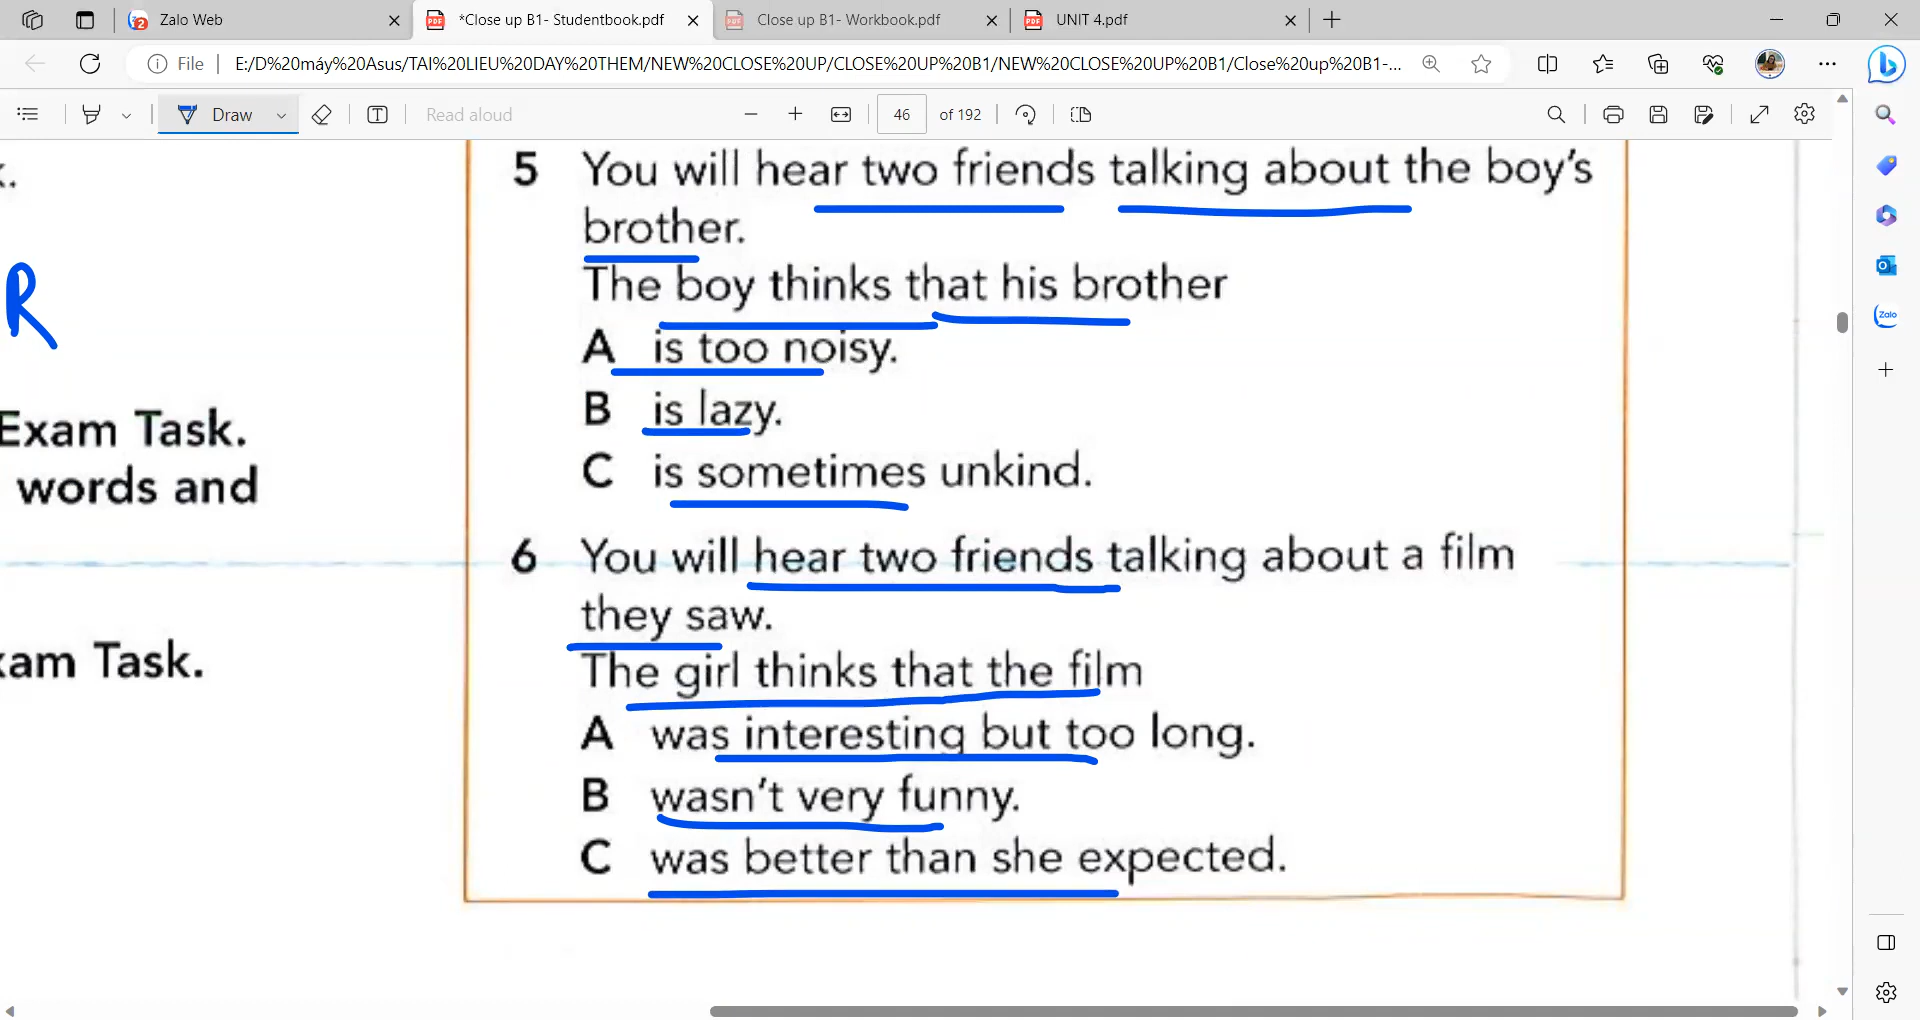 Zalo Web
*Close up B1- Studentbook.pdf
Close up B1- Workbook.pdf
UNIT 4.pdf
File
E:/D%20máy%20Asus/TAI%20LIEU%20DAY%20THEM/NEW%20CLOSE%20UP/CLOSE%20UP%20B1/NEW%20CLOSE%20UP%20B1/Close%20up%20B1-...
Draw
Read aloud
46 of 192
5 You will hear two friends talking about the boy's
brother.
The boy thinks that his brother
A is too noisy.
B is lazy.
C is sometimes unkind.
6 You will hear two friends talking about a film
they saw.
The girl thinks that the film
A was interesting but too long.
B wasn't very funny.
C was better than she expected.
k.
R
Exam Task.
words and
xam Task.
Zalo